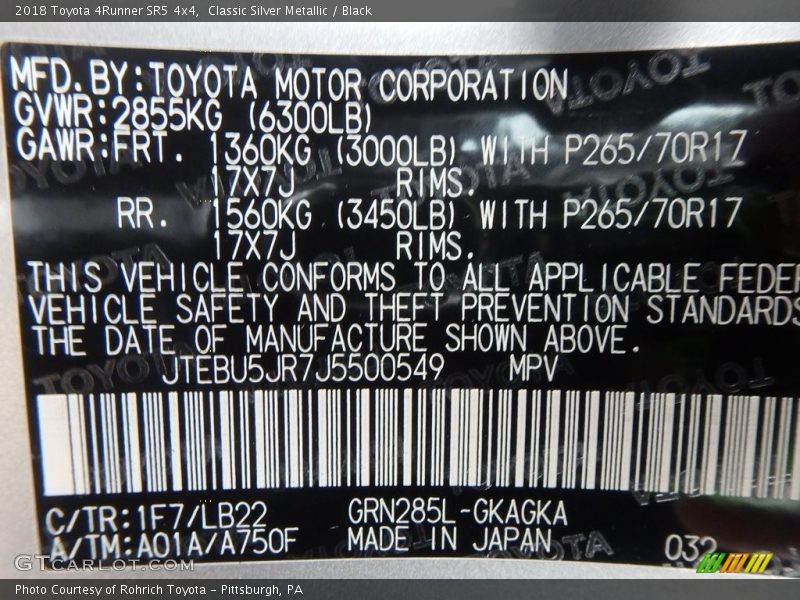 2018 Toyota 4Runner SR5 4x4, Classic Silver Metallic / Black
MFD.BY:TOYOTA MOTOR CORPORATION
GVWR:2855KG (6300LB)
GAWR:FRT. 1360KG (3000LB) WITH P265/70R17
17X7J RIMS.
RR. 1560KG (3450LB) WITH P265/70R17
17X7J RIMS.
THIS VEHICLE CONFORMS TO ALL APPLICABLE FEDER
VEHICLE SAFETY AND THEFT PREVENTION STANDARDS
THE DATE OF MANUFACTURE SHOWN ABOVE.
JTEBU5JR7J5500549 MPV
C/TR:1F7/LB22 GRN285L-GKAGKA
A/TM:A01A/A750F MADE IN JAPAN 032
GTCARLOT.COM
Photo Courtesy of Rohrich Toyota - Pittsburgh, PA